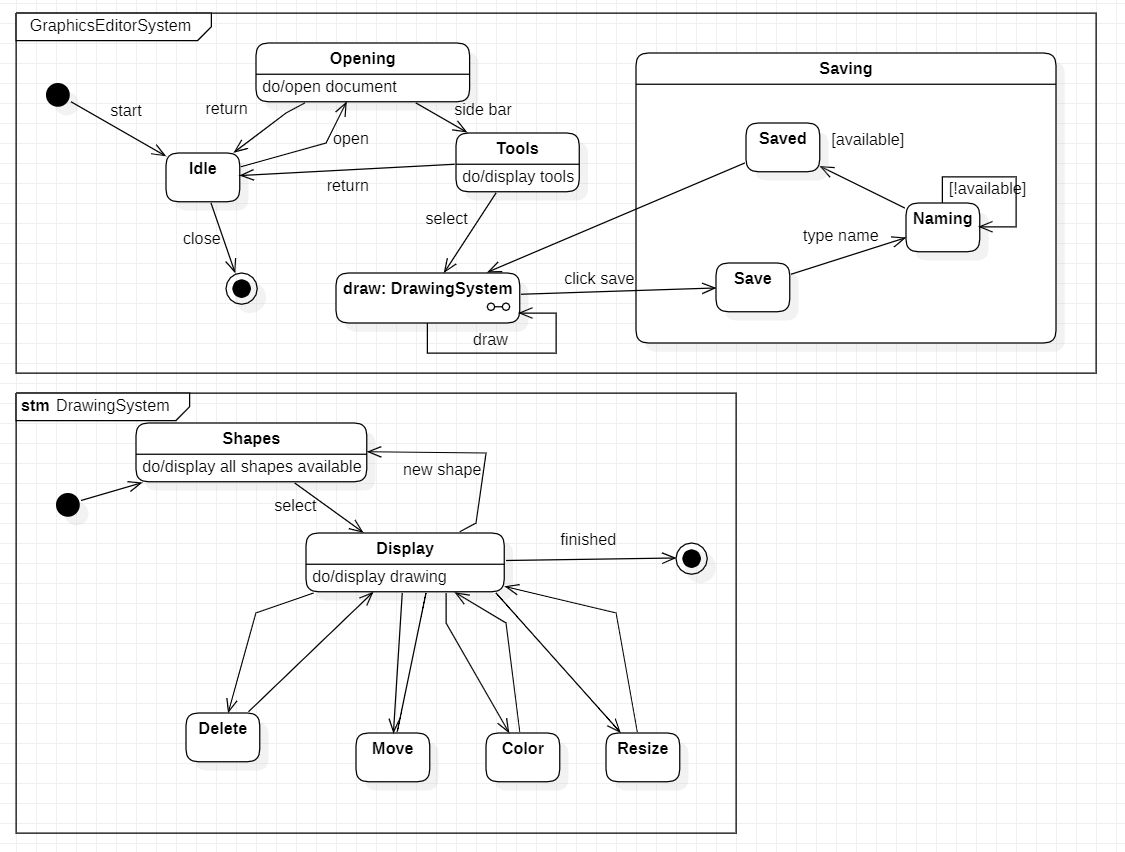 GraphicsEditorSystem
Opening
do/open document
Saving
start
return
side bar
open
Idle
Tools
do/display tools
return
Saved
[available]
[!available]
Naming
select
type name
close
draw: DrawingSystem
click save
Save
draw
stm DrawingSystem
Shapes
do/display all shapes available
new shape
select
Display
do/display drawing
finished
Delete
Move
Color
Resize